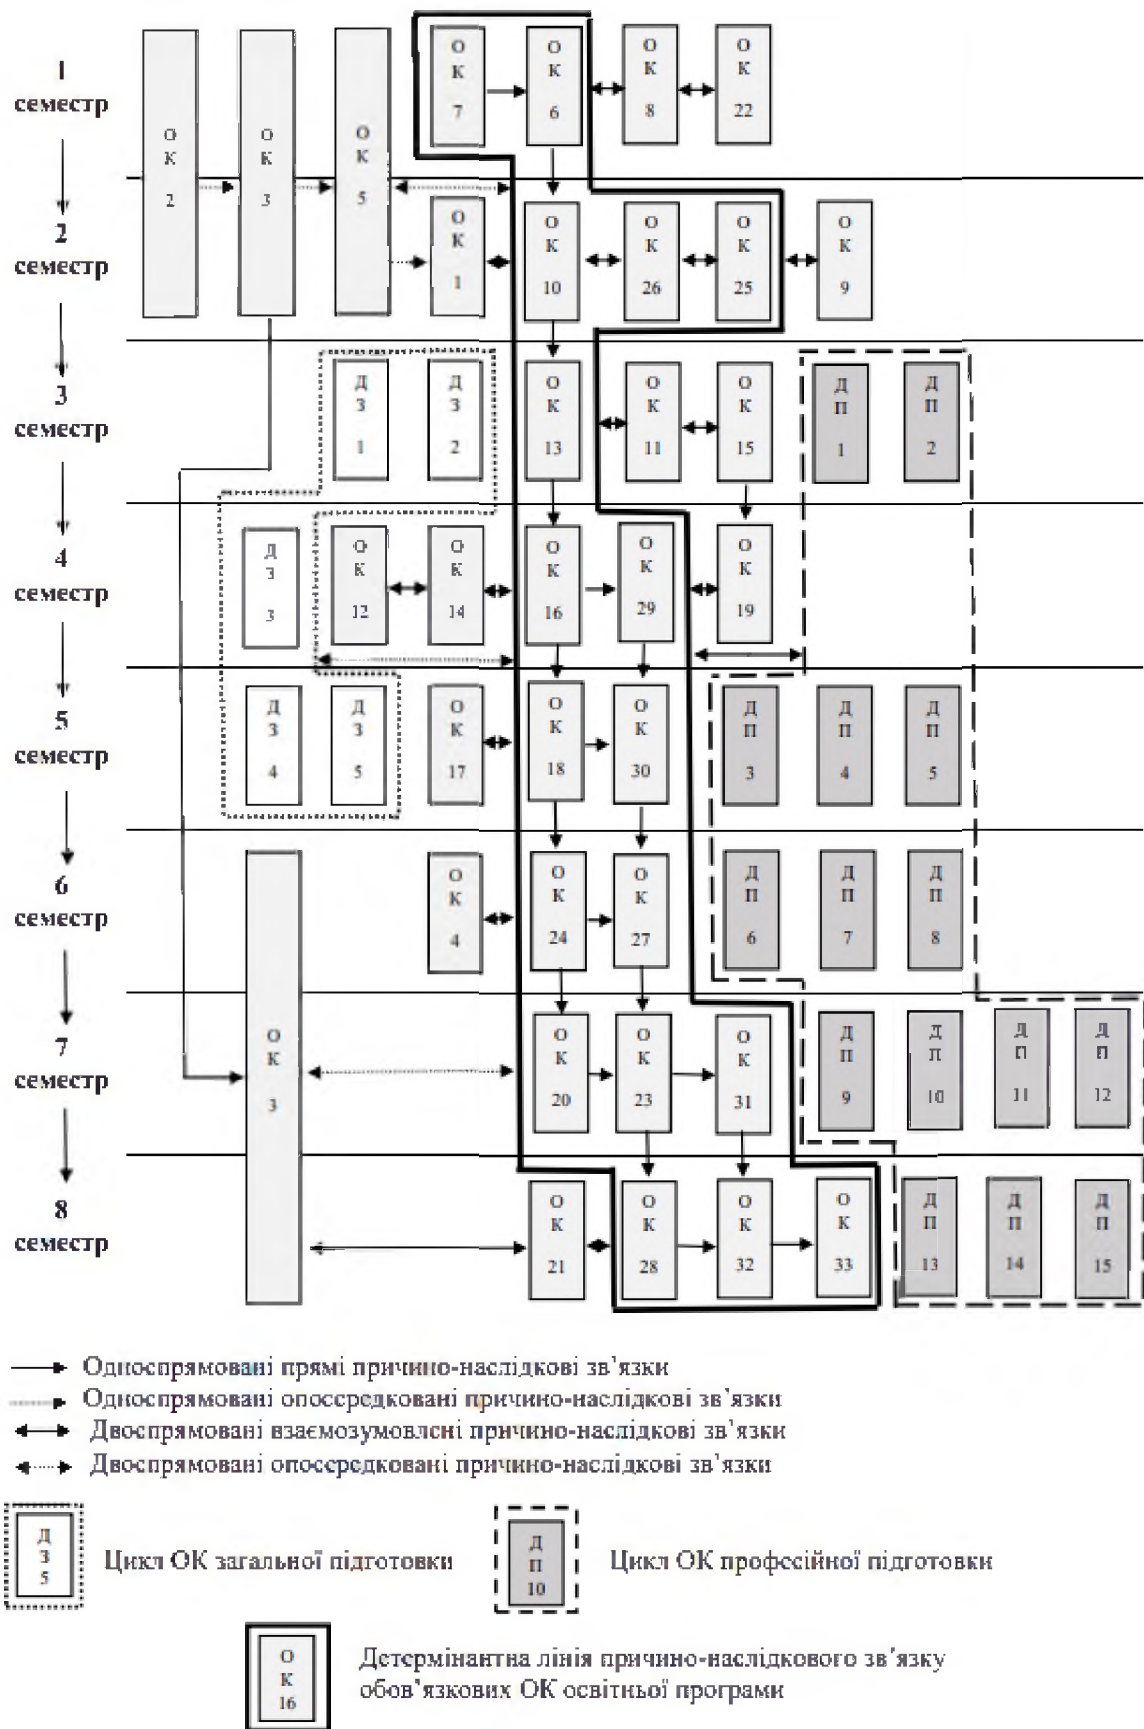 1
семестр
ОК 2
ОК 3
ОК 5
ОК 7
ОК 6
ОК 8
ОК 22
2
семестр
ОК 1
ОК 10
ОК 26
ОК 25
ОК 9
3
семестр
ДЗ 1
ДЗ 2
ОК 13
ОК 11
ОК 15
ДП 1
ДП 2
4
семестр
ДЗ 3
ОК 12
ОК 14
ОК 16
ОК 29
ОК 19
5
семестр
ДЗ 4
ДЗ 5
ОК 17
ОК 18
ОК 30
ДП 3
ДП 4
ДП 5
6
семестр
ОК 4
ОК 24
ОК 27
ДП 6
ДП 7
ДП 8
7
семестр
ОК 3
ОК 20
ОК 23
ОК 31
ДП 9
ДП 10
ДП 11
ДП 12
8
семестр
ОК 21
ОК 28
ОК 32
ОК 33
ДП 13
ДП 14
ДП 15
Односпрямовані прямі причино-наслідкові зв’язки
Односпрямовані опоссредковані причино-наслідкові зв’язки
Двоспрямовані взаємозумовлені причино-наслідкові зв’язки
Двоспрямовані опоссредковані причино-наслідкові зв’язки
ДЗ 5
Цикл ОК загальної підготовки
ДП 10
Цикл ОК професійної підготовки
ОК 16
Детермінантна лінія причино-наслідкового зв’язку
обов’язкових ОК освітньої програми